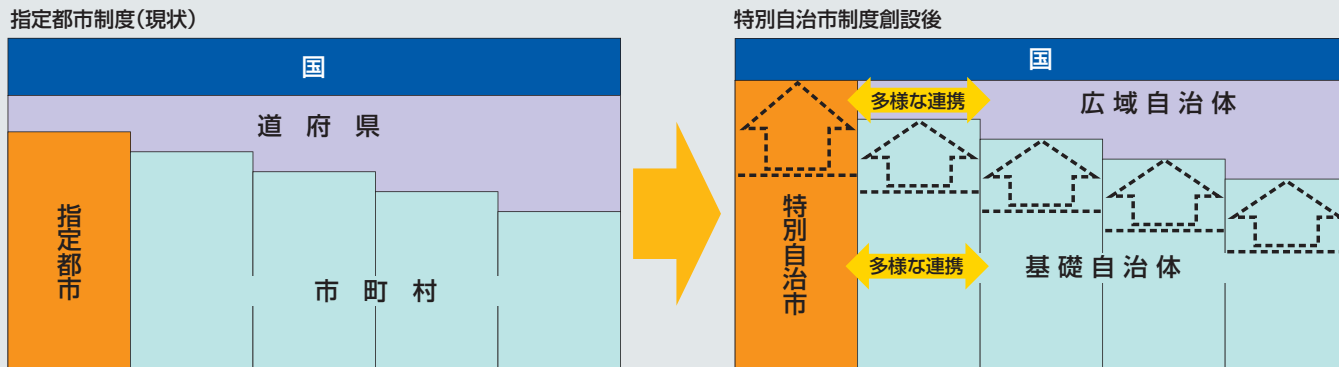 指定都市制度(現状)
国
道府県
指定都市
市町村
特別自治市制度創設後
国
多様な連携
広域自治体
特別自治市
多様な連携
基礎自治体